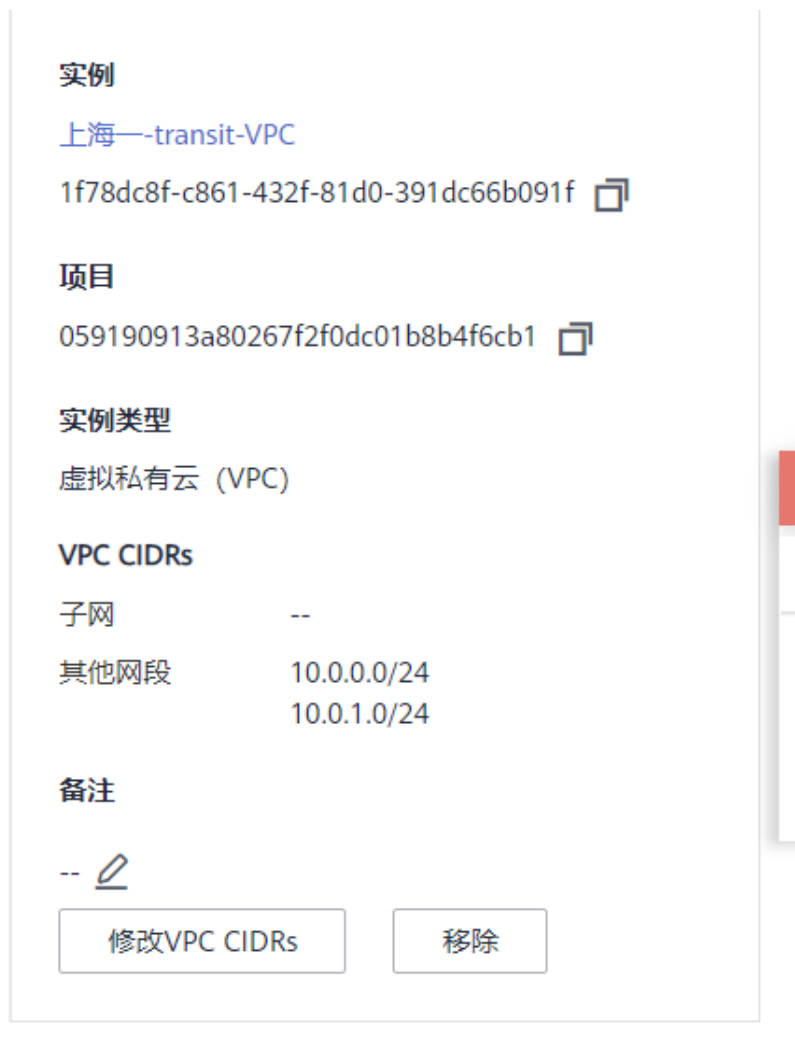 实例
上海一-transit-VPC
1f78dc8f-c861-432f-81d0-391dc66b091f
项目
059190913a80267f2f0dc01b8b4f6cb1
实例类型
虚拟私有云（VPC）
VPC CIDRs
子网 --
其他网段 10.0.0.0/24
10.0.1.0/24
备注
--
修改VPC CIDRs 移除